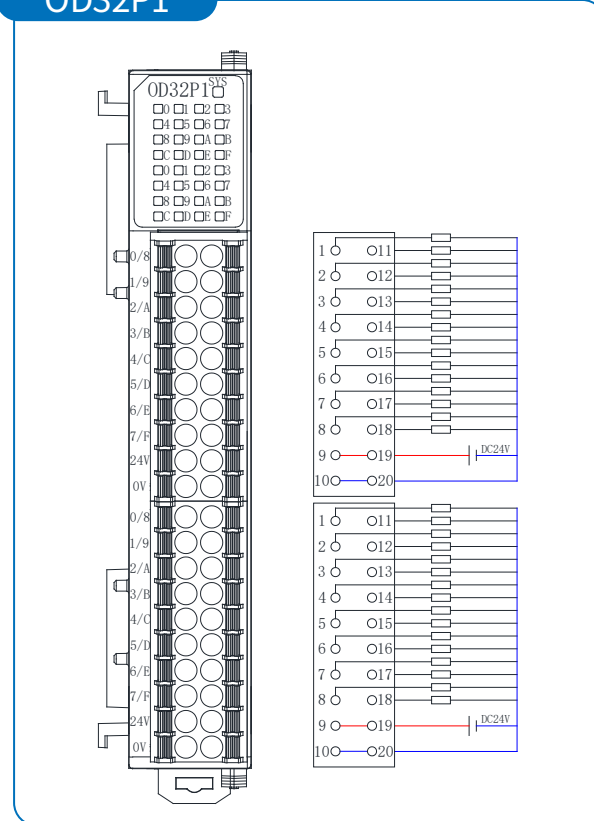 OD32P1
OD32P1 SYS
0 1 2 3
4 5 6 7
8 9 A B
C D E F
0 1 2 3
4 5 6 7
8 9 A B
C D E F
0/8
1/9
2/A
3/B
4/C
5/D
6/E
7/F
24V
0V
0/8
1/9
2/A
3/B
4/C
5/D
6/E
7/F
24V
0V
1 11
2 12
3 13
4 14
5 15
6 16
7 17
8 18
9 19 DC24V
10 20
1 11
2 12
3 13
4 14
5 15
6 16
7 17
8 18
9 19 DC24V
10 20